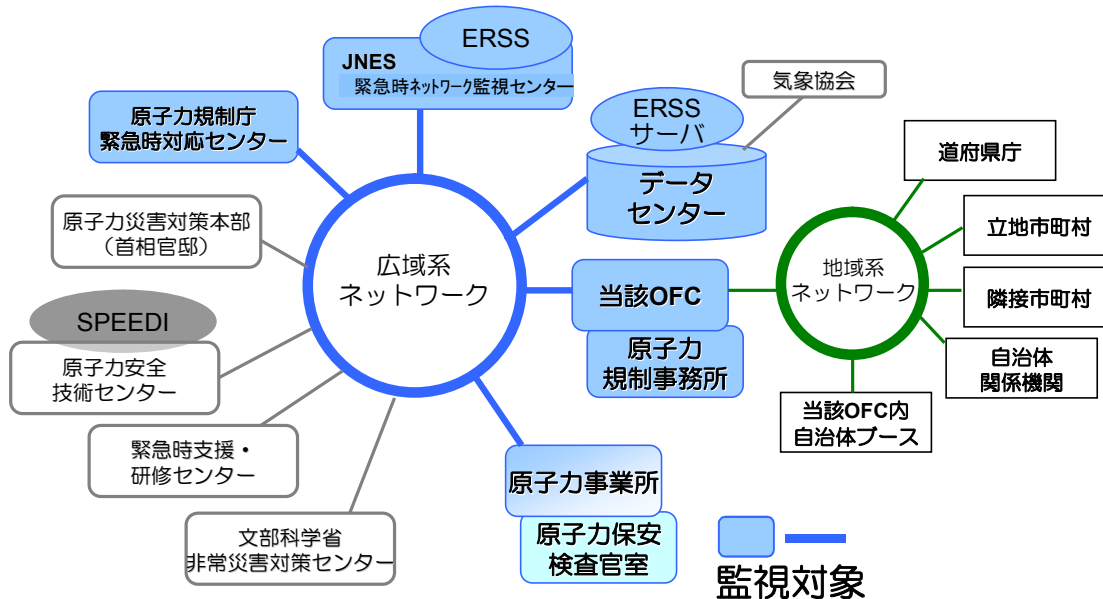 ERSS
JNES
緊急時ネットワーク監視センター
気象協会
原子力規制庁
緊急時対応センター
ERSS
サーバ
データ
センター
道府県庁
原子力災害対策本部
（首相官邸）
広域系
ネットワーク
立地市町村
地域系
ネットワーク
当該OFC
隣接市町村
SPEEDI
原子力安全
技術センター
原子力
規制事務所
自治体
関係機関
当該OFC内
自治体ブース
緊急時支援・
研修センター
原子力事業所
文部科学省
非常災害対策センター
原子力保安
検査官室
監視対象